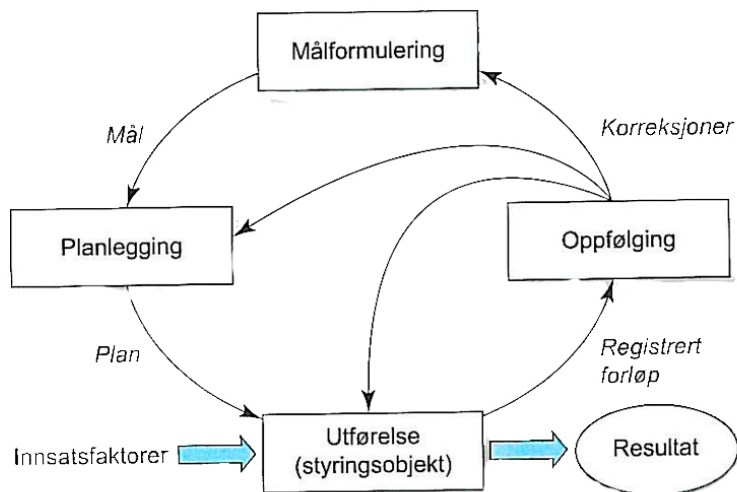 Målformulering
Mål
Korreksjoner
Planlegging
Oppfølging
Plan
Registrert
forløp
Innsatsfaktorer
Utførelse
(styringsobjekt)
Resultat